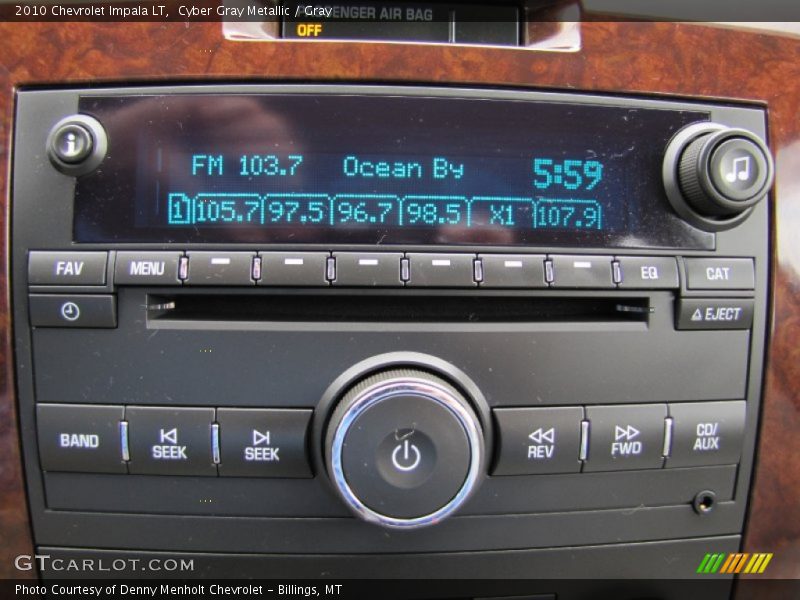 2010 Chevrolet Impala LT,  Cyber Gray Metallic / Gray
PASSENGER AIR BAG
OFF
i
FM 103.7 Ocean By 5:59
1 105.7 97.5 96.7 98.5 X1 107.9
FAV MENU EQ CAT
EJECT
BAND SEEK SEEK REV FWD CD/
AUX
GTCARLOT.COM
Photo Courtesy of Denny Menholt Chevrolet - Billings, MT